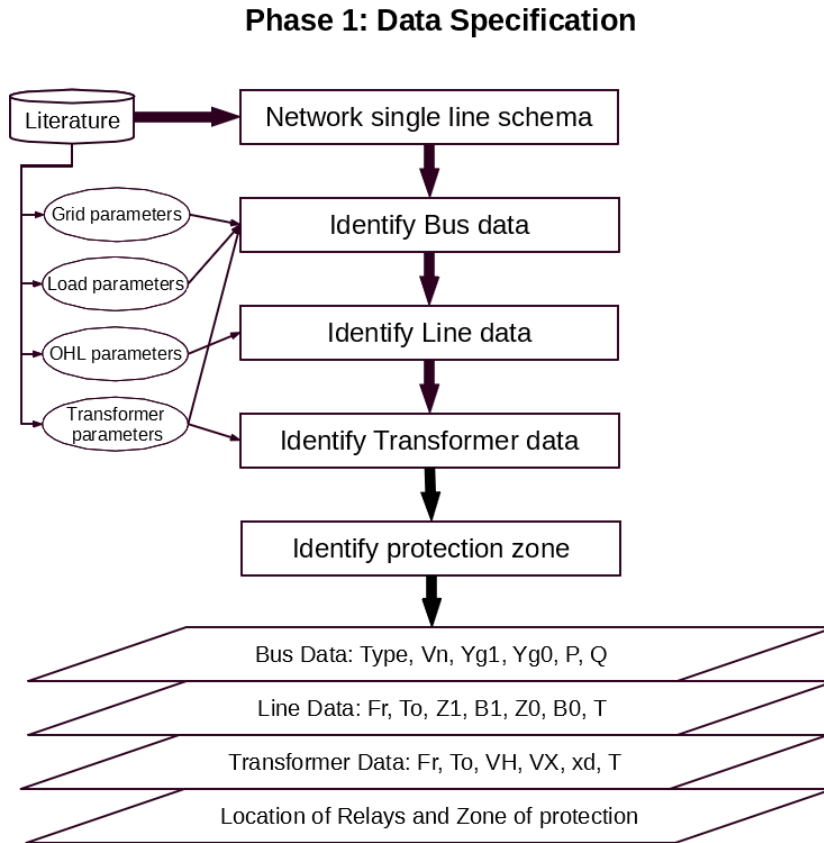 Phase 1: Data Specification
Literature
Network single line schema
Grid parameters
Identify Bus data
Load parameters
OHL parameters
Identify Line data
Transformer
parameters
Identify Transformer data
Identify protection zone
Bus Data: Type, Vn, Yg1, Yg0, P, Q
Line Data: Fr, To, Z1, B1, Z0, B0, T
Transformer Data: Fr, To, VH, VX, xd, T
Location of Relays and Zone of protection